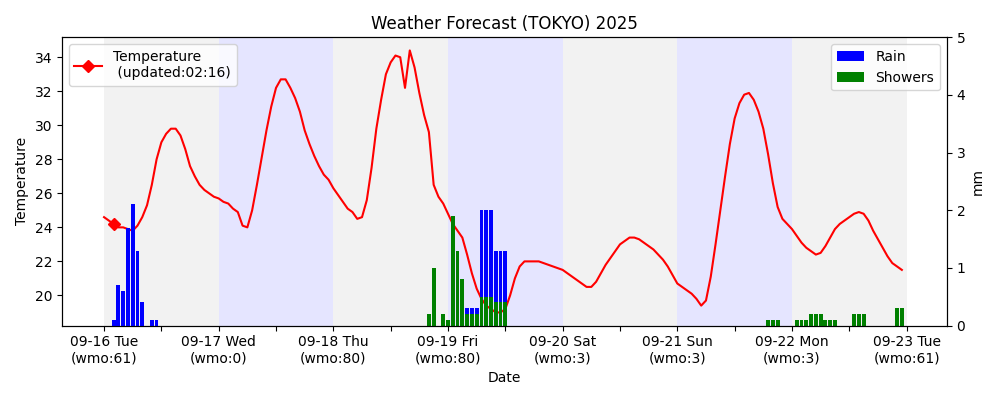 Weather Forecast (TOKYO) 2025
Temperature
(updated:02:16)
Rain
Showers
34
32
30
28
26
24
22
20
Temperature
5
4
3
2
1
0
mm
09-16 Tue
(wmo:61)
09-17 Wed
(wmo:0)
09-18 Thu
(wmo:80)
09-19 Fri
(wmo:80)
09-20 Sat
(wmo:3)
09-21 Sun
(wmo:3)
09-22 Mon
(wmo:3)
09-23 Tue
(wmo:61)
Date